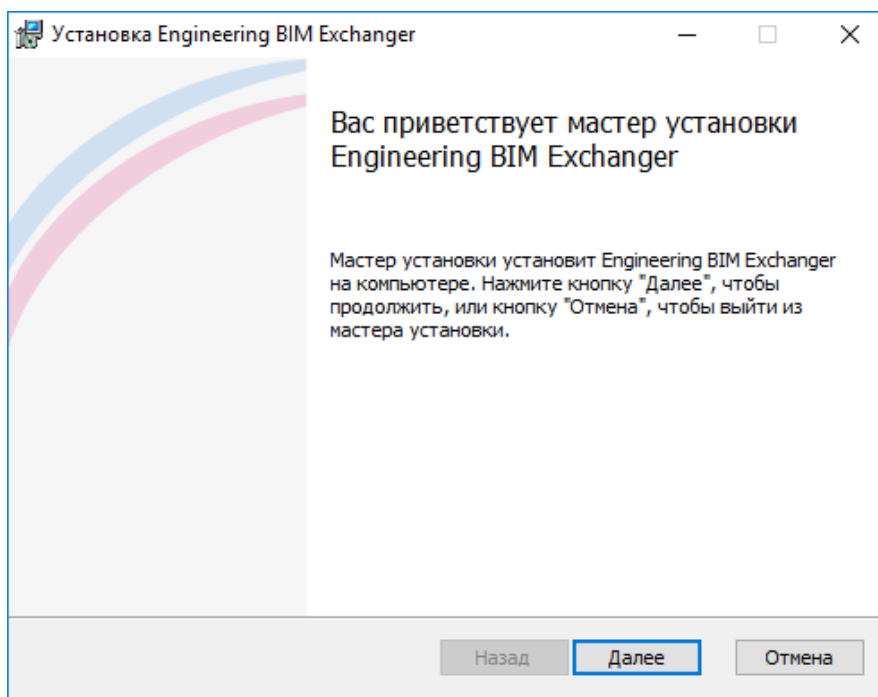 Установка Engineering BIM Exchanger
Вас приветствует мастер установки
Engineering BIM Exchanger
Мастер установки установит Engineering BIM Exchanger
на компьютере. Нажмите кнопку "Далее", чтобы
продолжить, или кнопку "Отмена", чтобы выйти из
мастера установки.
Назад Далее Отмена